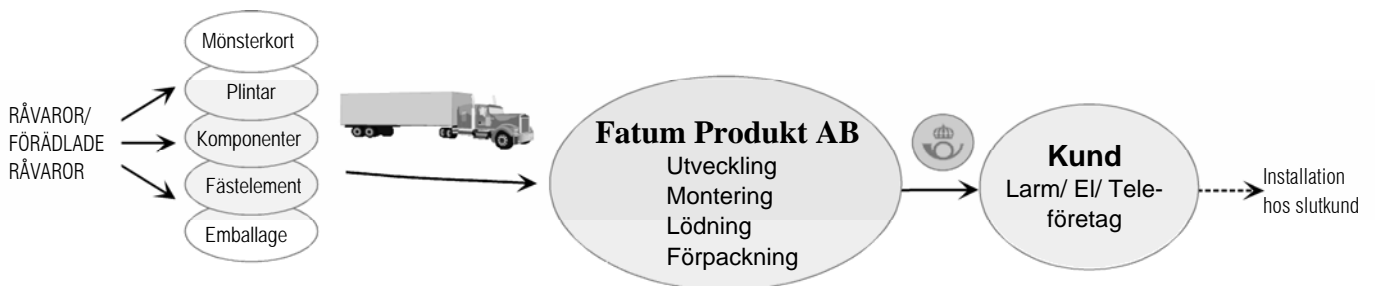 RÅVAROR/
FÖRÄDLADE
RÅVAROR
Mönsterkort
Plintar
Komponenter
Fästelement
Emballage
Fatum Produkt AB
Utveckling
Montering
Lödning
Förpackning
Kund
Larm/ El/ Tele-
företag
Installation
hos slutkund